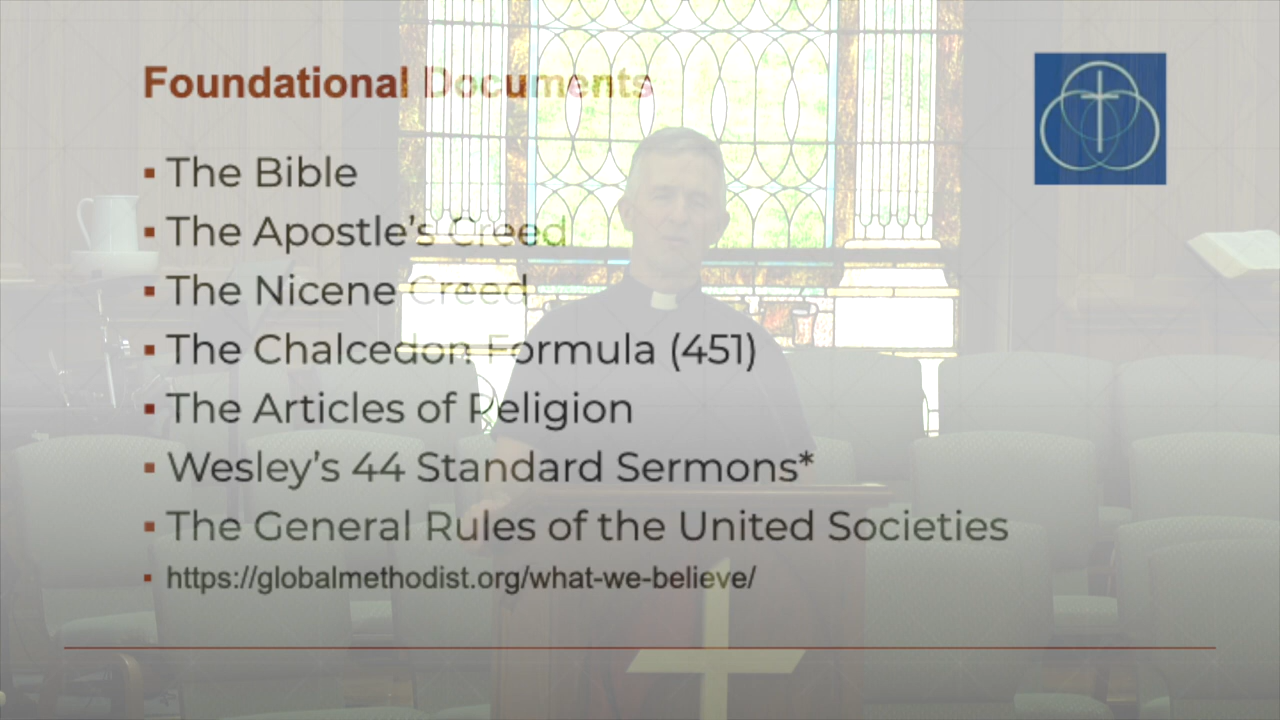 Foundational Documents
The Bible
The Apostle's Creed
The Nicene Creed
The Chalcedon Formula (451)
The Articles of Religion
Wesley's 44 Standard Sermons*
The General Rules of the United Societies
https://globalmethodist.org/what-we-believe/